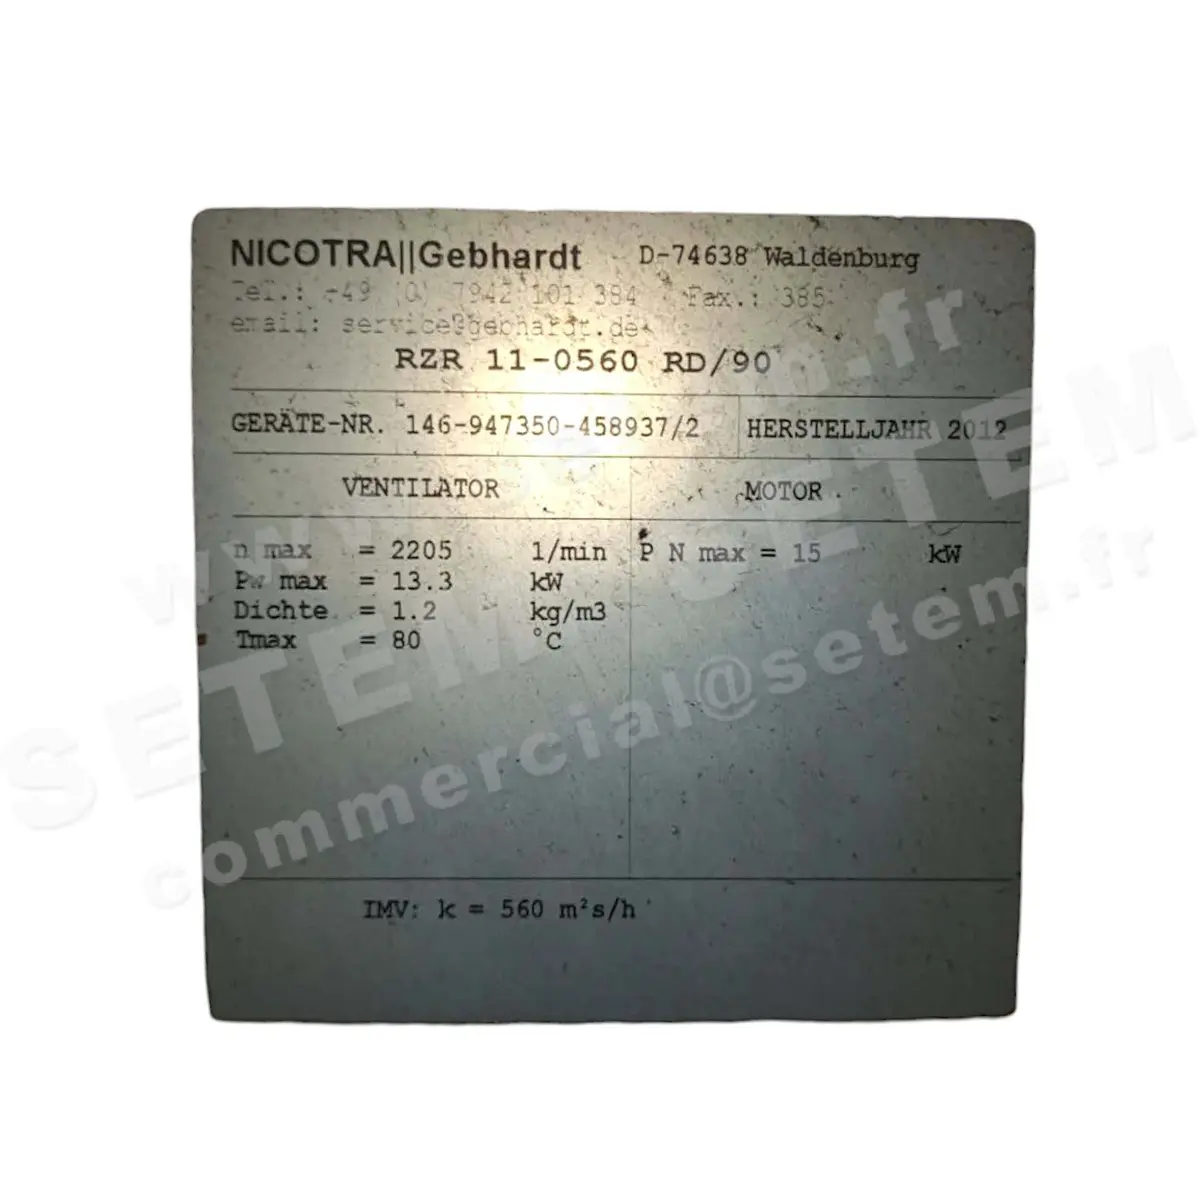 NICOTRA||Gebhardt D-74638 Waldenburg
Tel.: +49 (0) 7942 101 384 Fax.: 385
email: service@gebhardt.de
RZR 11-0560 RD/90
GERÄTE-NR. 146-947350-458937/2 HERSTELLJAHR 2012
VENTILATOR MOTOR
n max = 2205 1/min P N max = 15 kW
Pw max = 13.3 kW
Dichte = 1.2 kg/m3
Tmax = 80 °C
IMV: k = 560 m²s/h
www.setem.fr
SETEM SETEM
commercial@setem.fr